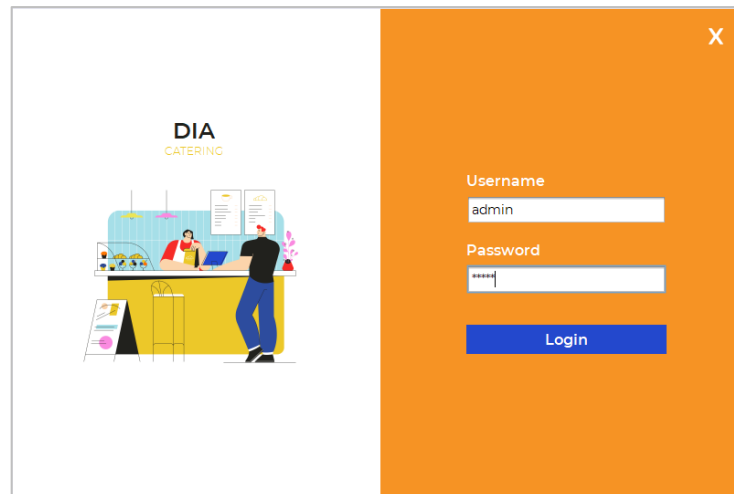 DIA
CATERING
X
Username
admin
Password
*****
Login